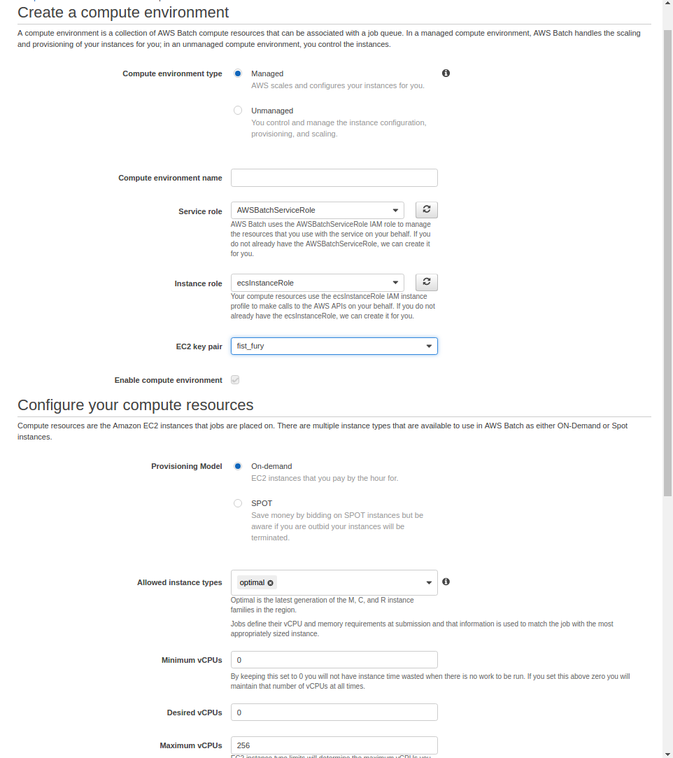 Create a compute environment
A compute environment is a collection of AWS Batch compute resources that can be associated with a job queue. In a managed compute environment, AWS Batch handles the scaling
and provisioning of your instances for you; in an unmanaged compute environment, you control the instances.
Compute environment type
Managed
AWS scales and configures your instances for you.
Unmanaged
You control and manage the instance configuration,
provisioning, and scaling.
Compute environment name
Service role
AWSBatchServiceRole
AWS Batch uses the AWSBatchServiceRole IAM role to manage
the resources that you use with the service on your behalf. If you
do not already have the AWSBatchServiceRole, we can create it
for you.
Instance role
ecsInstanceRole
Your compute resources use the ecsInstanceRole IAM instance
profile to make calls to the AWS APIs on your behalf. If you do not
already have the ecsInstanceRole, we can create it for you.
EC2 key pair
fist_fury
Enable compute environment
Configure your compute resources
Compute resources are the Amazon EC2 instances that jobs are placed on. There are multiple instance types that are available to use in AWS Batch as either ON-Demand or Spot
instances.
Provisioning Model
On-demand
EC2 instances that you pay by the hour for.
SPOT
Save money by bidding on SPOT instances but be
aware if you are outbid your instances will be
terminated.
Allowed instance types
optimal
Optimal is the latest generation of the M, C, and R instance
families in the region.
Jobs define their vCPU and memory requirements at submission and that information is used to match the job with the most
appropriately sized instance.
Minimum vCPUs
0
By keeping this set to 0 you will not have instance time wasted when there is no work to be run. If you set this above zero you will
maintain that number of vCPUs at all times.
Desired vCPUs
0
Maximum vCPUs
256
EC2 instance type limits will determine the maximum vCPUs you